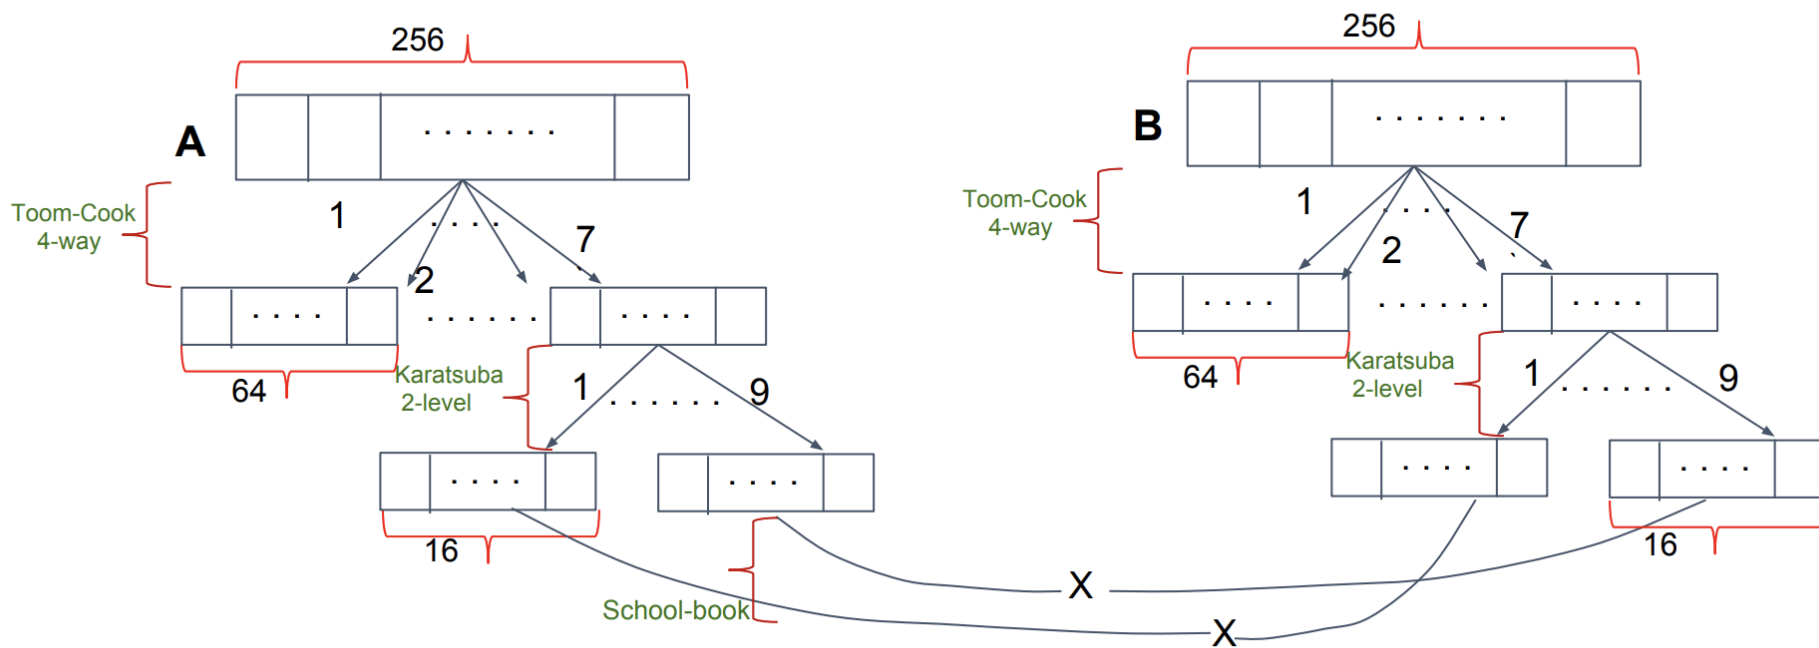 256
256
A
· · · · · · ·
B
· · · · · · ·
Toom-Cook
4-way
1
· · · ·
7
2
Toom-Cook
4-way
1
· · · ·
7
2
· · · ·
· · · · · ·
· · · ·
· · · ·
· · · · · ·
· · · ·
64
Karatsuba
2-level
1
· · · · · ·
9
64
Karatsuba
2-level
1
· · · · · ·
9
· · · ·
· · · ·
· · · ·
· · · ·
16
16
School-book
X
X